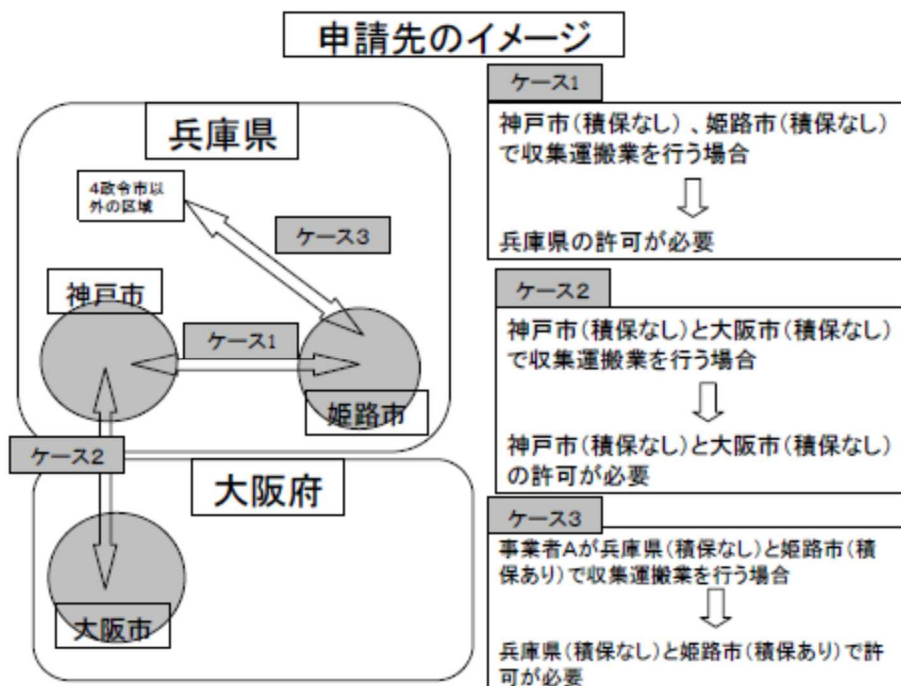 申請先のイメージ
兵庫県
4政令市以
外の区域
ケース3
神戸市
ケース1
姫路市
ケース2
大阪府
大阪市
ケース1
神戸市(積保なし)、姫路市(積保なし)
で収集運搬業を行う場合
兵庫県の許可が必要
ケース2
神戸市(積保なし)と大阪市(積保なし)
で収集運搬業を行う場合
神戸市(積保なし)と大阪市(積保なし)
の許可が必要
ケース3
事業者Aが兵庫県(積保なし)と姫路市(積
保あり)で収集運搬業を行う場合
兵庫県(積保なし)と姫路市(積保あり)で許
可が必要